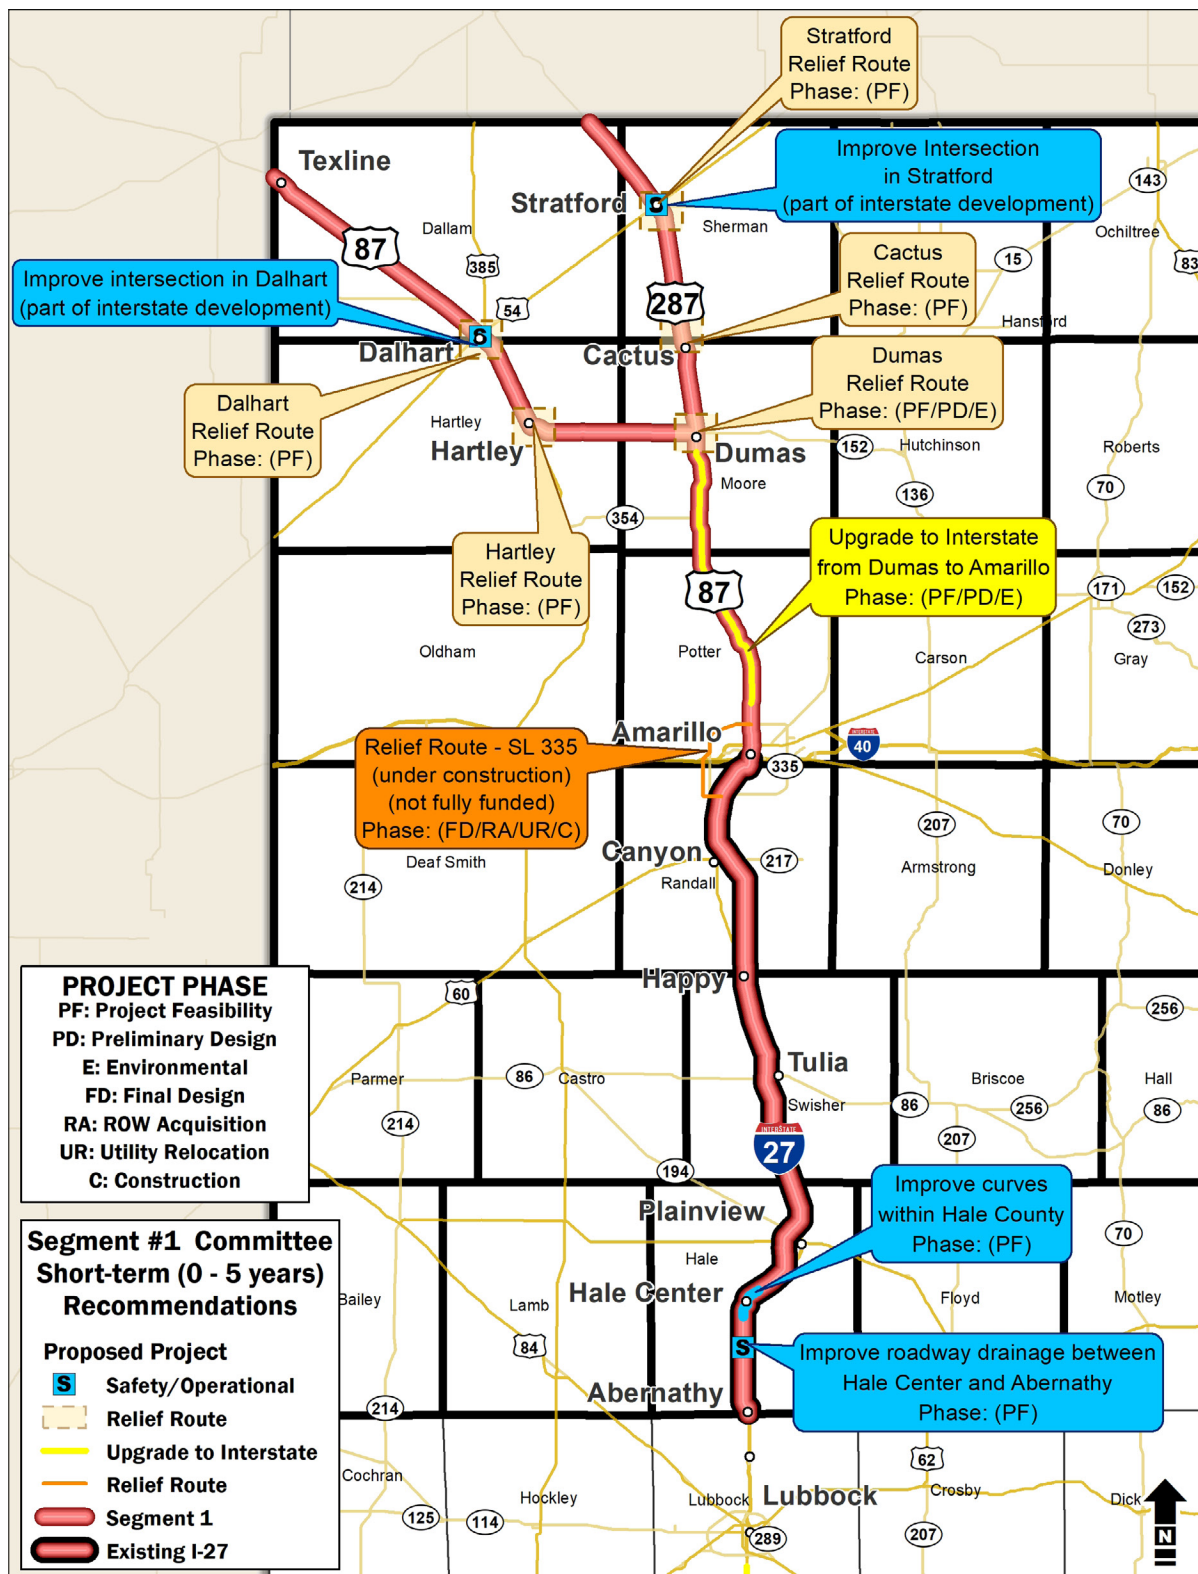 Stratford
Relief Route
Phase: (PF)
Improve Intersection
in Stratford
(part of interstate development)
Texline
Stratford
S
Sherman
143
Ochiltree
Dallam
87
385
Cactus
Relief Route
Phase: (PF)
15
83
Improve intersection in Dalhart
(part of interstate development)
54
287
Hansford
S
Dalhart
Cactus
Dumas
Relief Route
Phase: (PF/PD/E)
Dalhart
Relief Route
Phase: (PF)
Hartley
Hartley
Dumas
152
Hutchinson
Roberts
Moore
70
136
354
Hartley
Relief Route
Phase: (PF)
Upgrade to Interstate
from Dumas to Amarillo
Phase: (PF/PD/E)
87
171
152
273
Oldham
Potter
Carson
Gray
Amarillo
Relief Route - SL 335
(under construction)
(not fully funded)
Phase: (FD/RA/UR/C)
INTERSTATE
40
335
207
70
Canyon
217
Deaf Smith
Randall
Armstrong
Donley
214
Happy
PROJECT PHASE
PF: Project Feasibility
PD: Preliminary Design
E: Environmental
FD: Final Design
RA: ROW Acquisition
UR: Utility Relocation
C: Construction
60
256
Tulia
Parmer
86
Castro
Briscoe
Hall
Swisher
86
256
86
214
207
INTERSTATE
27
194
Improve curves
within Hale County
Phase: (PF)
Plainview
Hale
70
Segment #1 Committee
Short-term (0 - 5 years)
Recommendations
Bailey
Lamb
Hale Center
Floyd
Motley
84
S
Improve roadway drainage between
Hale Center and Abernathy
Phase: (PF)
Proposed Project
S Safety/Operational
Relief Route
Upgrade to Interstate
Relief Route
Segment 1
Existing I-27
Abernathy
214
62
Cochran
Hockley
Lubbock
Lubbock
Crosby
Dick
125
114
289
207
N